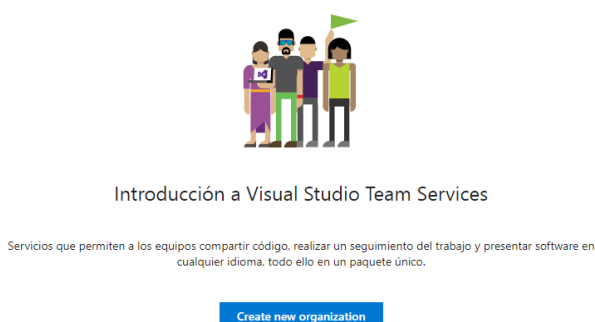 Introducción a Visual Studio Team Services
Servicios que permiten a los equipos compartir código, realizar un seguimiento del trabajo y presentar software en
cualquier idioma, todo ello en un paquete único.
Create new organization